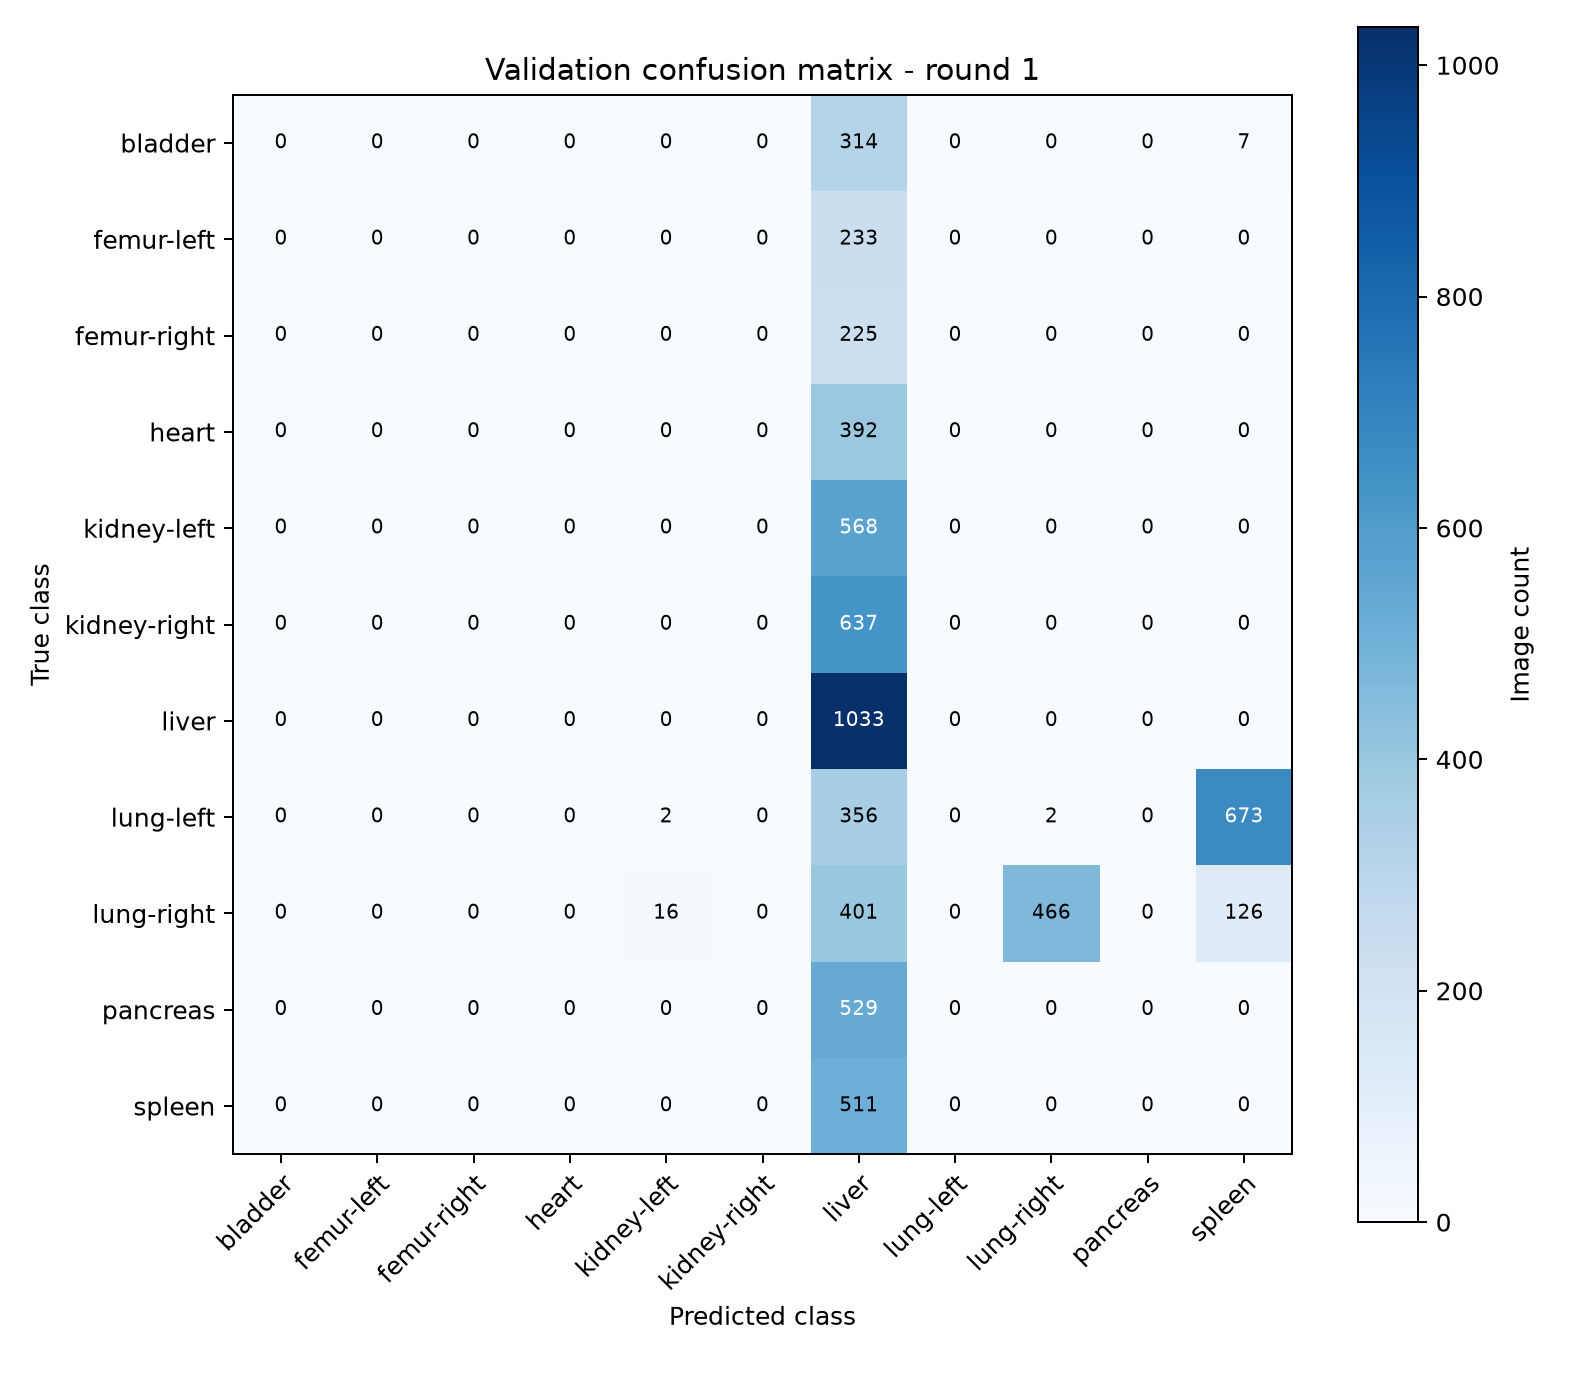 Validation confusion matrix - round 1
bladder 0 0 0 0 0 0 314 0 0 0 7
femur-left 0 0 0 0 0 0 233 0 0 0 0
femur-right 0 0 0 0 0 0 225 0 0 0 0
heart 0 0 0 0 0 0 392 0 0 0 0
kidney-left 0 0 0 0 0 0 568 0 0 0 0
kidney-right 0 0 0 0 0 0 637 0 0 0 0
liver 0 0 0 0 0 0 1033 0 0 0 0
lung-left 0 0 0 0 2 0 356 0 2 0 673
lung-right 0 0 0 0 16 0 401 0 466 0 126
pancreas 0 0 0 0 0 0 529 0 0 0 0
spleen 0 0 0 0 0 0 511 0 0 0 0
True class
bladder femur-left femur-right heart kidney-left kidney-right liver lung-left lung-right pancreas spleen
Predicted class
1000
800
600
400
200
0
Image count